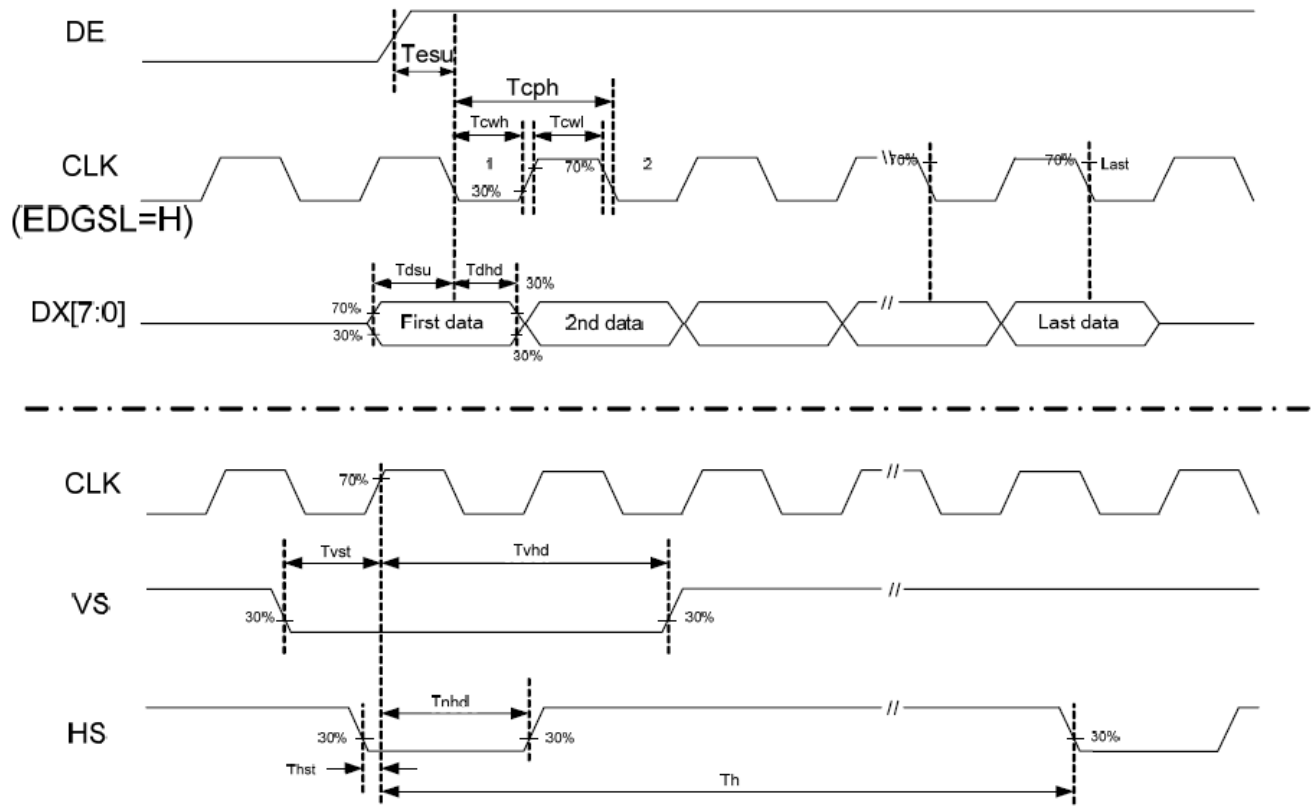 DE
Tesu
Tcph
Tcwh
Tcwl
CLK
1
70%
2
70%
70%
Last
30%
(EDGSL=H)
Tdsu
Tdhd
30%
DX[7:0]
70%
30%
First data
2nd data
//
Last data
30%
CLK
70%
//
Tvst
Tvhd
VS
30%
30%
//
HS
30%
30%
//
30%
Thst
Th